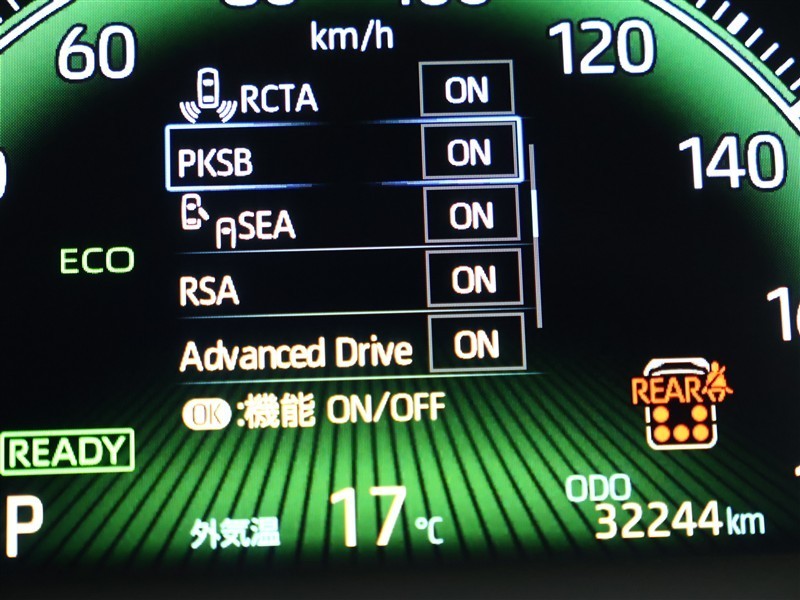 60
km/h
120
RCTA ON
PKSB ON
140
SEA ON
ECO
RSA ON
Advanced Drive ON
REAR
OK:機能 ON/OFF
READY
P
外気温 17℃
ODO
32244km